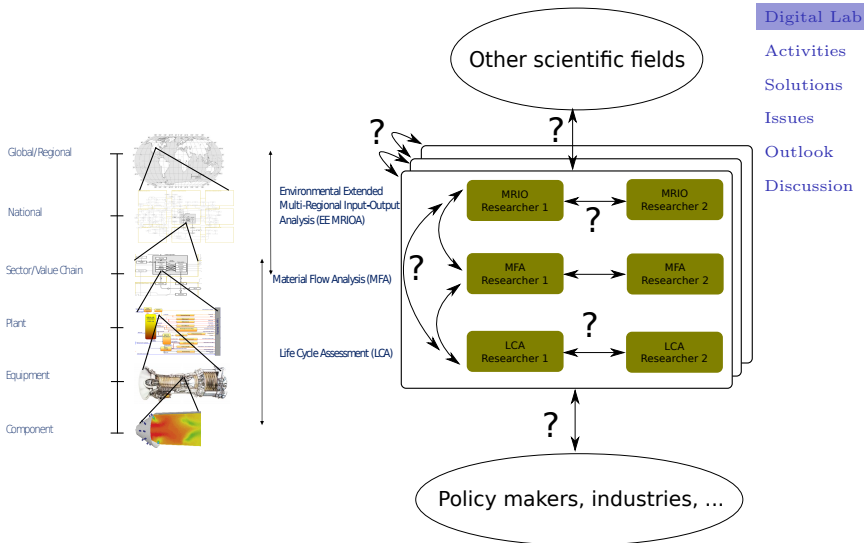 Digital Lab
Activities
Solutions
Issues
Outlook
Discussion
Global/Regional
National
Sector/Value Chain
Plant
Equipment
Component
Environmental Extended
Multi-Regional Input-Output
Analysis (EE MRIOA)
Material Flow Analysis (MFA)
Life Cycle Assessment (LCA)
Other scientific fields
?
?
MRIO
Researcher 1
?
MRIO
Researcher 2
?
MFA
Researcher 1
MFA
Researcher 2
LCA
Researcher 1
?
LCA
Researcher 2
?
Policy makers, industries, ...